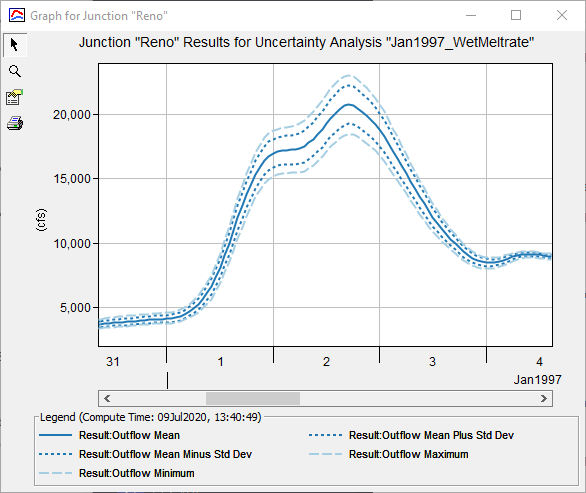 Graph for Junction "Reno"
Junction "Reno" Results for Uncertainty Analysis "Jan1997_WetMeltrate"
20,000
15,000
10,000
5,000
(cfs)
31 1 2 3 4
Jan1997
Legend (Compute Time: 09Jul2020, 13:40:49)
Result:Outflow Mean Result:Outflow Mean Plus Std Dev
Result:Outflow Mean Minus Std Dev Result:Outflow Maximum
Result:Outflow Minimum